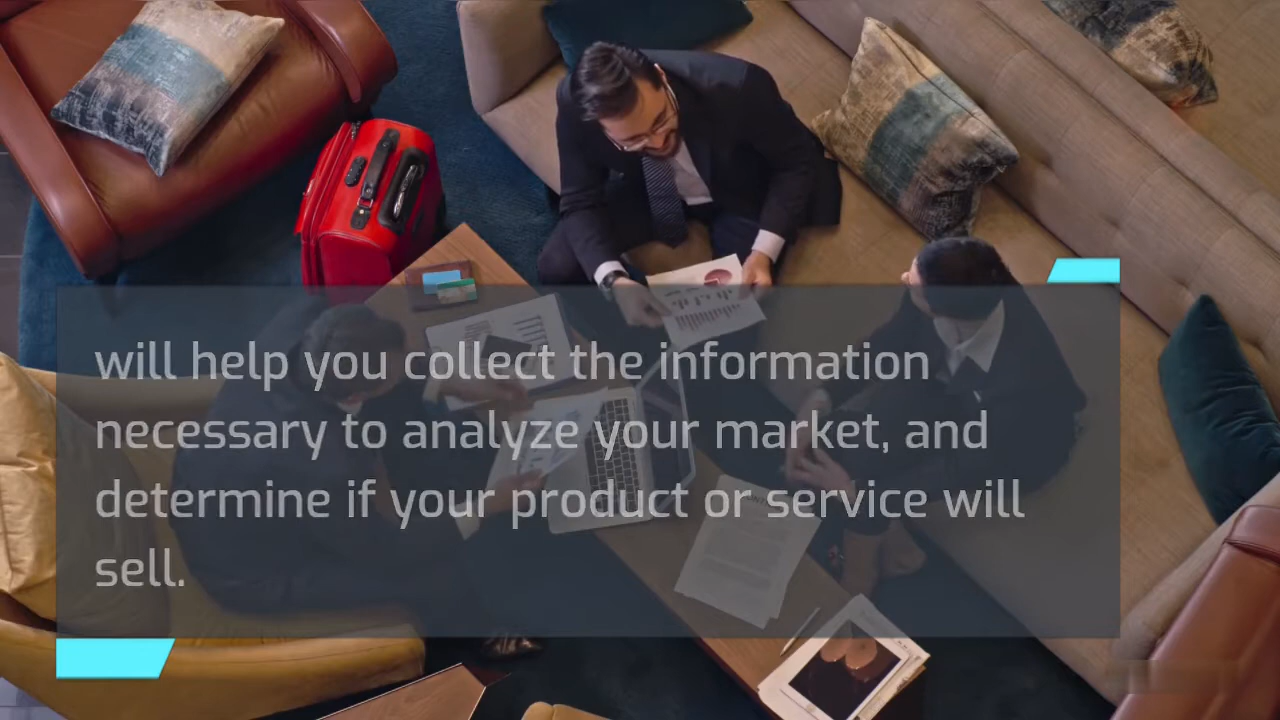 will help you collect the information
necessary to analyze your market, and
determine if your product or service will
sell.